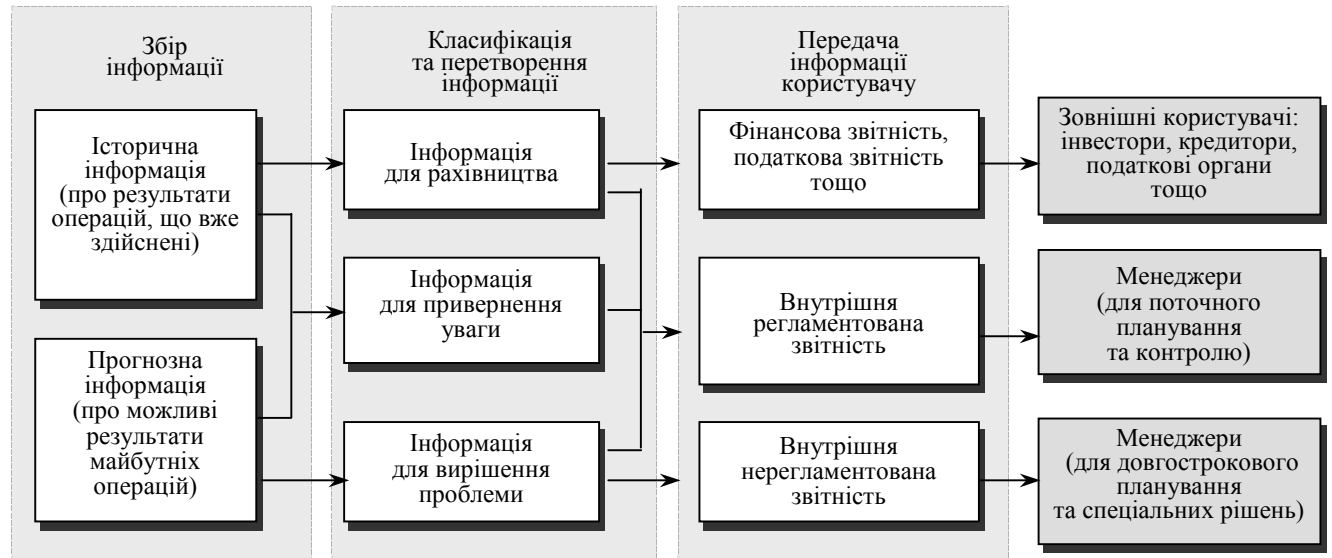 Збір
інформації
Історична
інформація
(про результати
операцій, що вже
здійснені)
Прогнозна
інформація
(про можливі
результати
майбутніх
операцій)
Класифікація
та перетворення
інформації
Інформація
для рахівництва
Інформація
для привернення
уваги
Інформація
для вирішення
проблеми
Передача
інформації
користувачу
Фінансова звітність,
податкова звітність
тощо
Внутрішня
регламентована
звітність
Внутрішня
нерегламентована
звітність
Зовнішні користувачі:
інвестори, кредитори,
податкові органи
тощо
Менеджери
(для поточного
планування
та контролю)
Менеджери
(для довгострокового
планування
та спеціальних рішень)